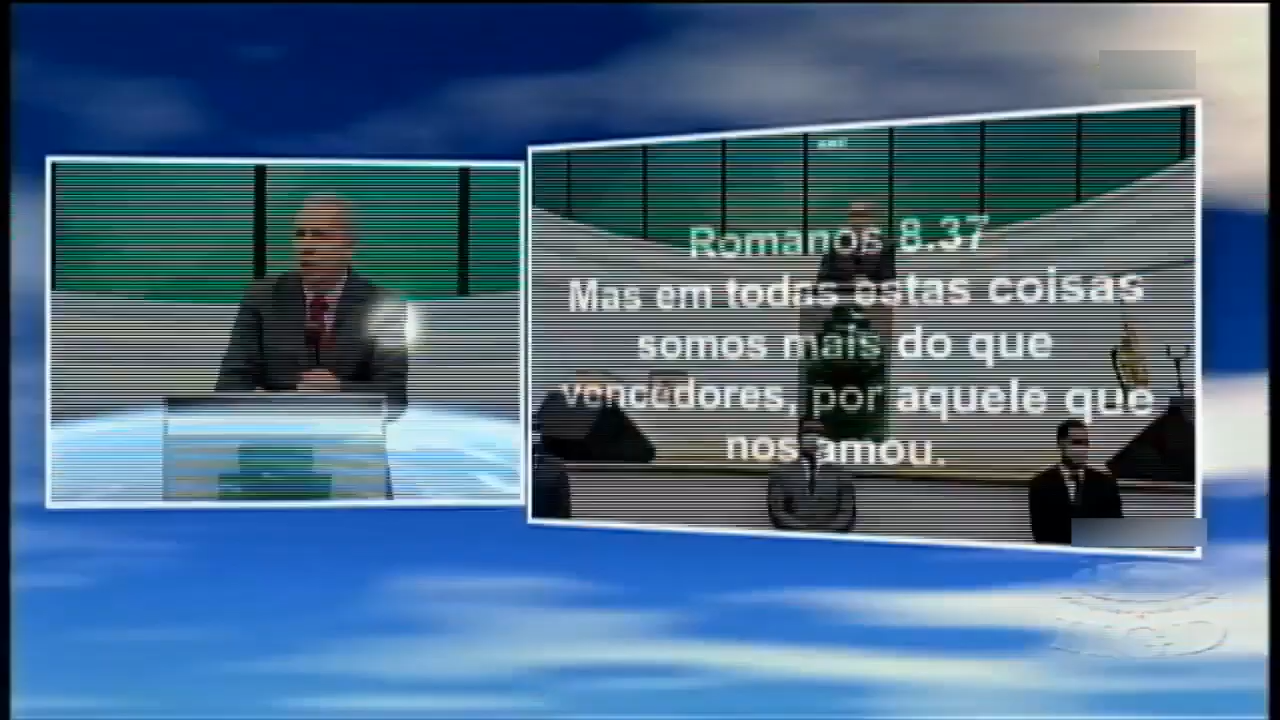 Romanos 8.37
Mas em todas estas coisas
somos mais do que
vencedores, por aquele que
nos amou.